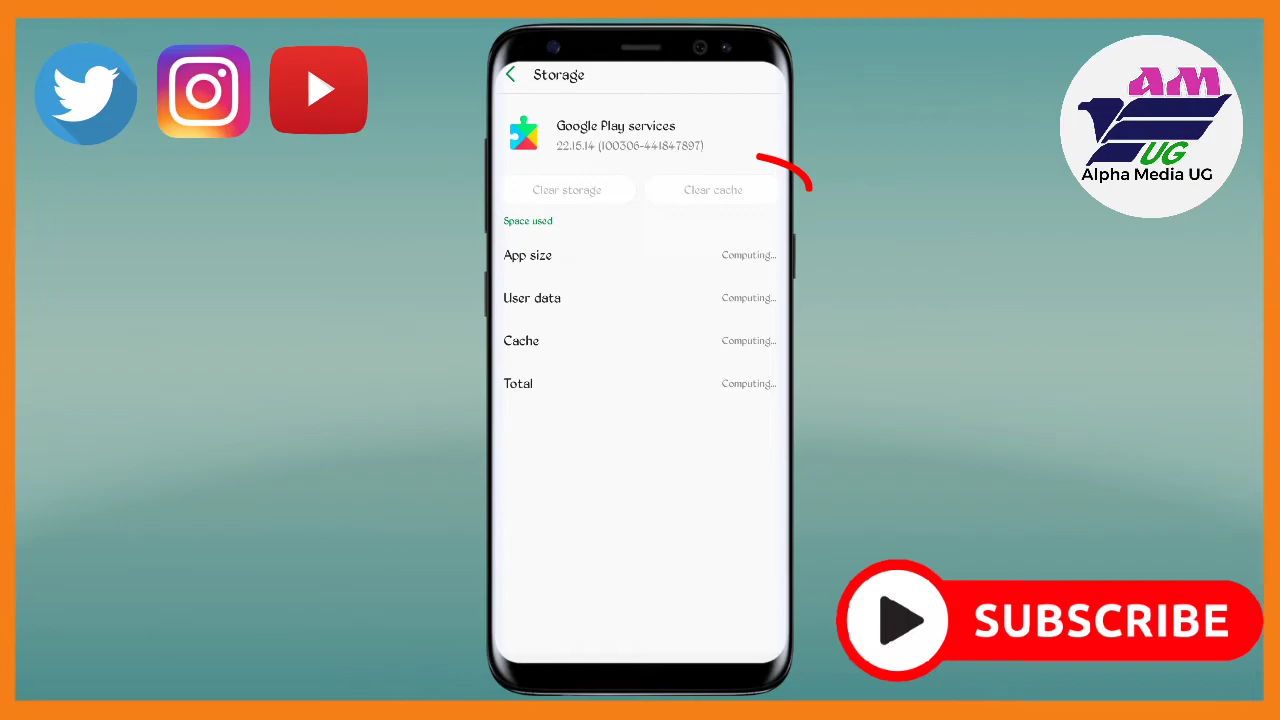 Storage
Google Play services
22.15.14 (100306-441847897)
Clear storage
Clear cache
Space used
App size
Computing...
User data
Computing...
Cache
Computing...
Total
Computing...
AM
UG
Alpha Media UG
SUBSCRIBE